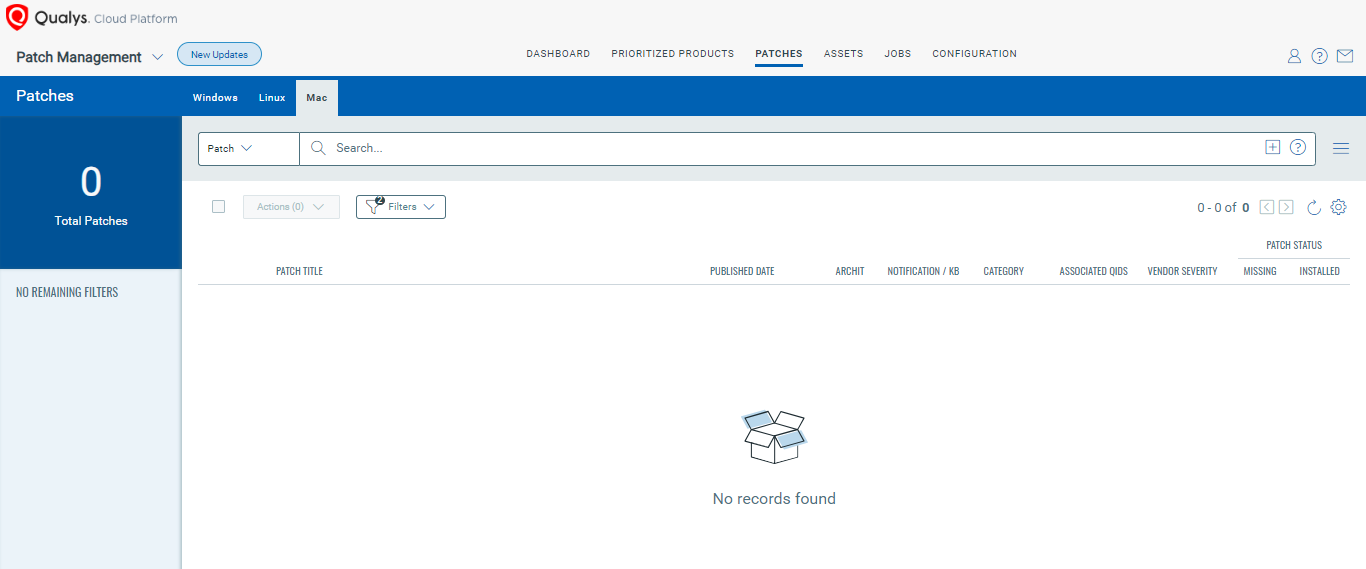 Qualys. Cloud Platform
Patch Management
New Updates
DASHBOARD
PRIORITIZED PRODUCTS
PATCHES
ASSETS
JOBS
CONFIGURATION
Patches
Windows
Linux
Mac
0
Total Patches
NO REMAINING FILTERS
Patch
Search...
Actions (0)
2
Filters
0 - 0 of 0
PATCH STATUS
PATCH TITLE
PUBLISHED DATE
ARCHIT
NOTIFICATION / KB
CATEGORY
ASSOCIATED QIDS
VENDOR SEVERITY
MISSING
INSTALLED
No records found